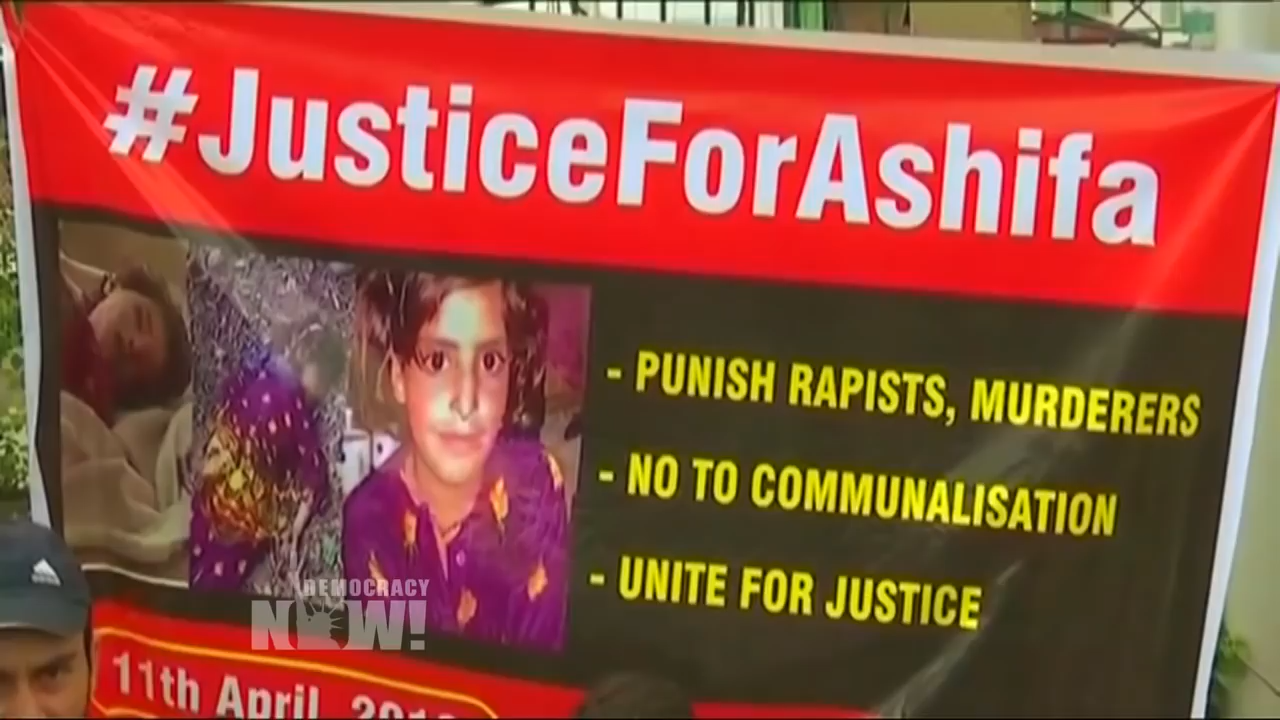 #JusticeForAshifa
- PUNISH RAPISTS, MURDERERS
- NO TO COMMUNALISATION
- UNITE FOR JUSTICE
DEMOCRACY
NOW!
11th April